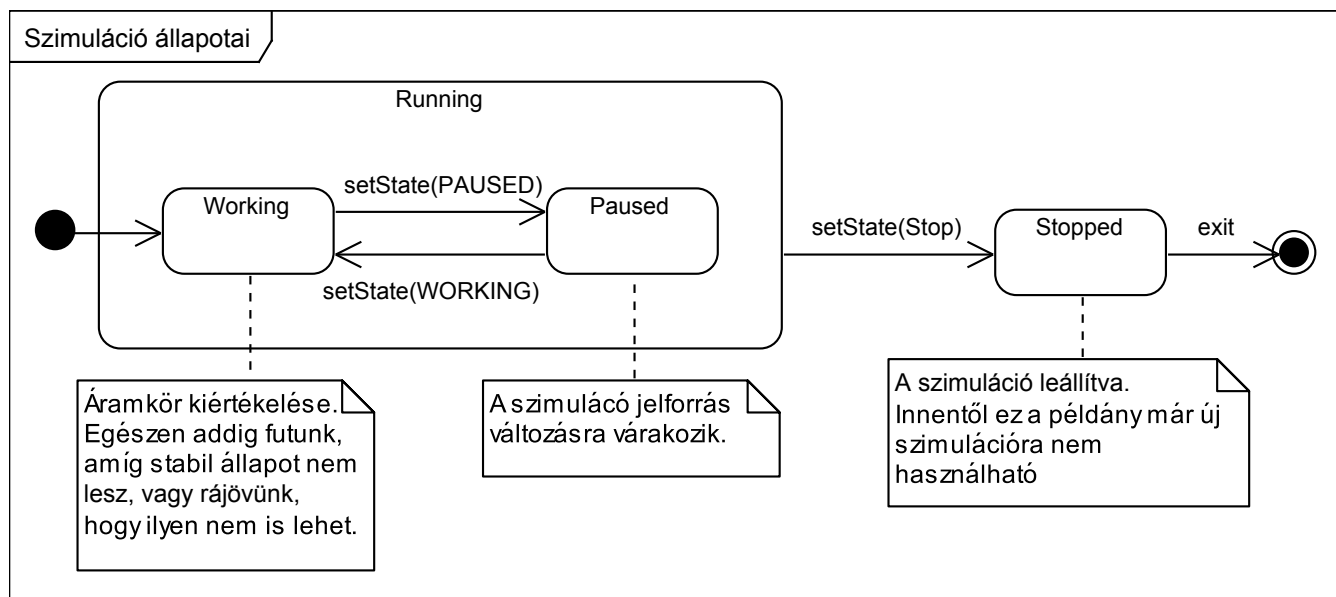 Szimuláció állapotai
Running
setState(PAUSED)
Working
Paused
setState(WORKING)
setState(Stop)
Stopped
exit
Áramkör kiértékelése.
Egészen addig futunk,
amíg stabil állapot nem
lesz, vagy rájövünk,
hogy ilyen nem is lehet.
A szimulácó jelforrás
változásra várakozik.
A szimuláció leállítva.
Innentől ez a példány már új
szimulációra nem
használható